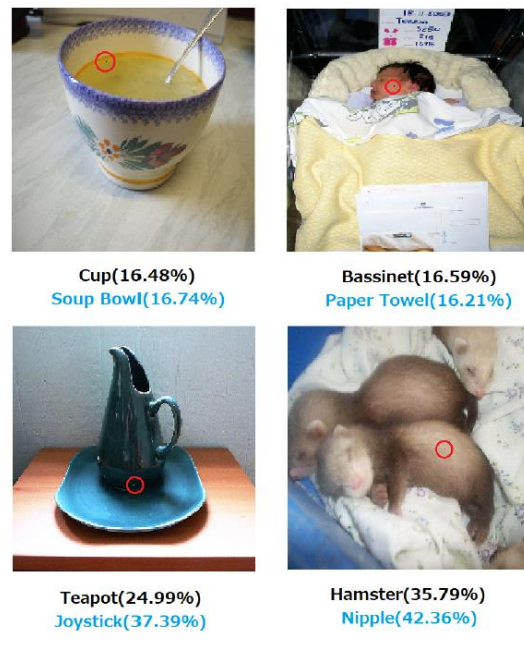 Cup(16.48%)
Soup Bowl(16.74%)
Bassinet(16.59%)
Paper Towel(16.21%)
Teapot(24.99%)
Joystick(37.39%)
Hamster(35.79%)
Nipple(42.36%)